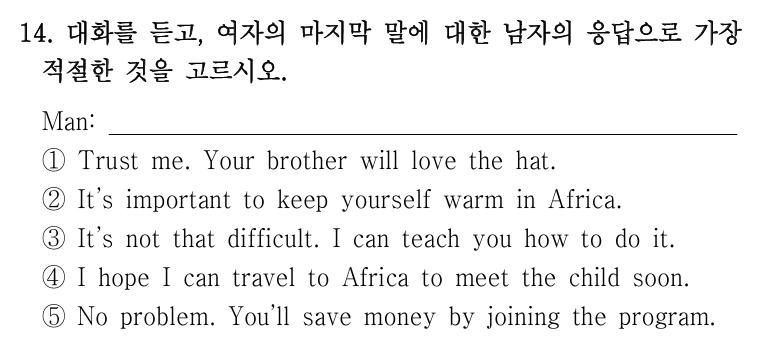 14. 대화를 듣고, 여자의 마지막 말에 대한 남자의 응답으로 가장
적절한 것을 고르시오.
Man:
① Trust me. Your brother will love the hat.
② It's important to keep yourself warm in Africa.
③ It's not that difficult. I can teach you how to do it.
④ I hope I can travel to Africa to meet the child soon.
⑤ No problem. You'll save money by joining the program.